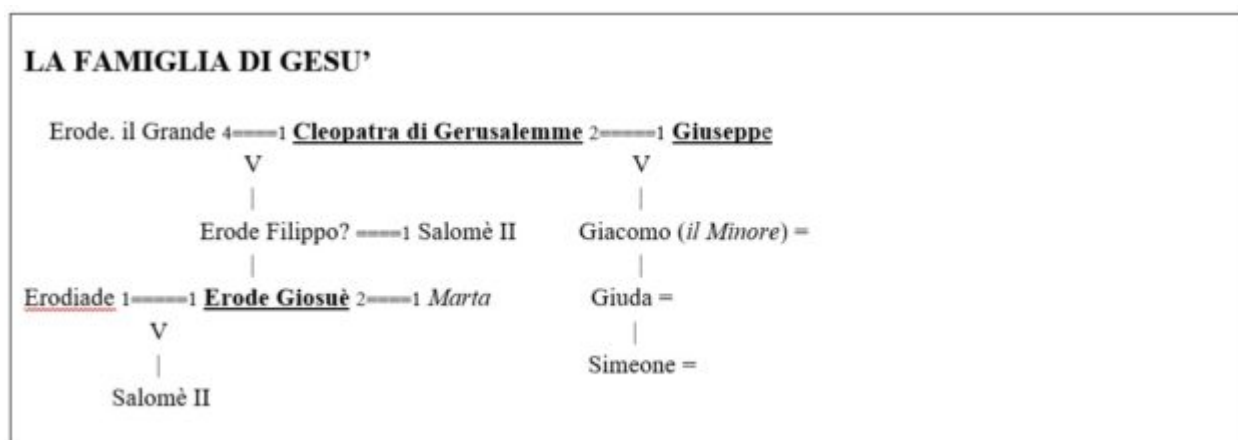 LA FAMIGLIA DI GESU’
Erode. il Grande 4====1 Cleopatra di Gerusalemme 2=====1 Giuseppe
V V
| |
Erode Filippo? ====1 Salomè II Giacomo (il Minore) =
| |
Erodiade 1=====1 Erode Giosuè 2====1 Marta Giuda =
V |
| Simeone =
Salomè II